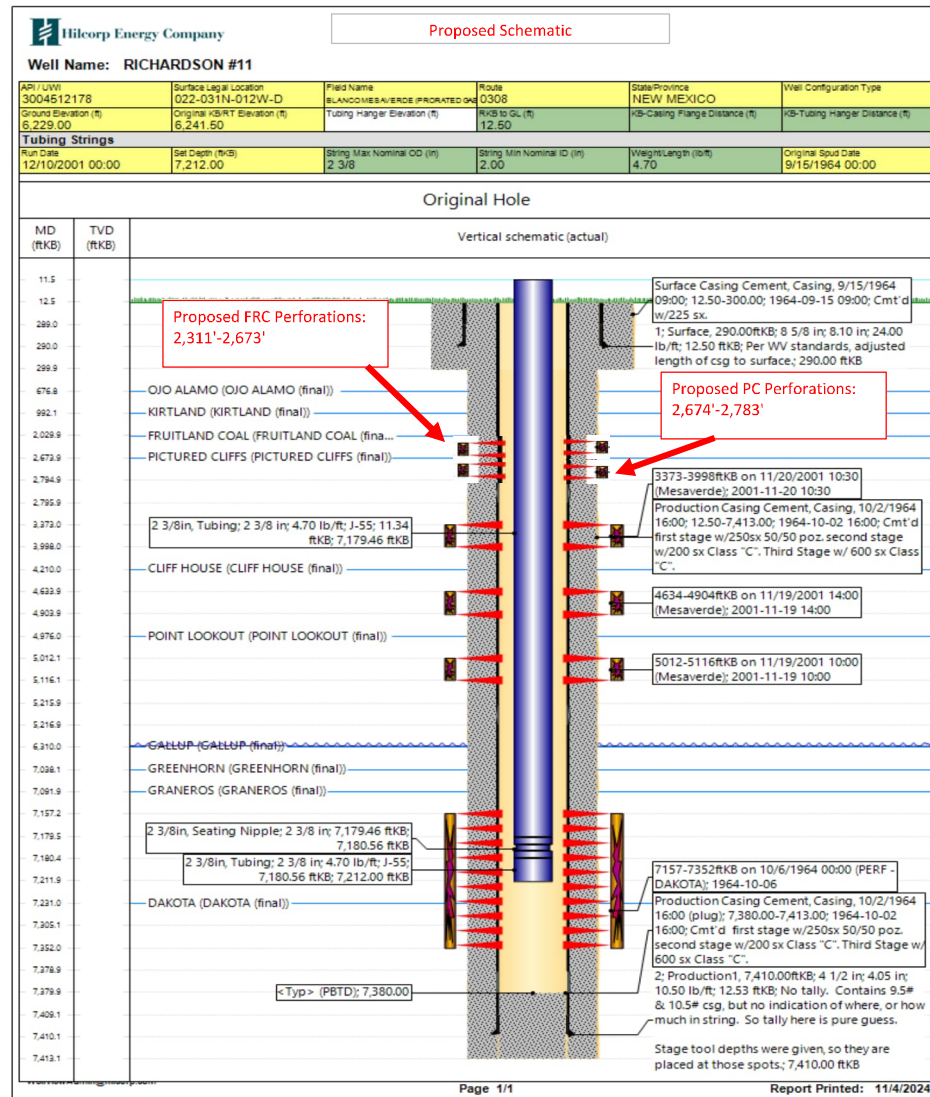 Hilcorp Energy Company
Proposed Schematic
Well Name: RICHARDSON #11
API / UWI
3004512178
Surface Legal Location
022-031N-012W-D
Field Name
BLANCO MESAVERDE (PRORATED GAS
Route
0308
State/Province
NEW MEXICO
Well Configuration Type
Ground Elevation (ft)
6,229.00
Original KB/RT Elevation (ft)
6,241.50
Tubing Hanger Elevation (ft)
RKB to GL (ft)
12.50
KB-Casing Flange Distance (ft)
KB-Tubing Hanger Distance (ft)
Tubing Strings
Run Date
12/10/2001 00:00
Set Depth (ftKB)
7,212.00
String Max Nominal OD (in)
2 3/8
String Min Nominal ID (in)
2.00
Weight/Length (lb/ft)
4.70
Original Spud Date
9/15/1964 00:00
Original Hole
MD
(ftKB)
TVD
(ftKB)
Vertical schematic (actual)
11.5
12.5
289.0
290.0
299.9
676.8
992.1
2,029.9
2,673.9
2,794.9
2,795.9
3,373.0
3,998.0
4,210.0
4,633.9
4,903.9
4,976.0
5,012.1
5,116.1
5,215.9
5,216.9
6,310.0
7,038.1
7,091.9
7,157.2
7,179.5
7,180.4
7,211.9
7,231.0
7,305.1
7,352.0
7,378.9
7,379.9
7,409.1
7,410.1
7,413.1
Proposed FRC Perforations:
2,311'-2,673'
Proposed PC Perforations:
2,674'-2,783'
OJO ALAMO (OJO ALAMO (final))
KIRTLAND (KIRTLAND (final))
FRUITLAND COAL (FRUITLAND COAL (fina...
PICTURED CLIFFS (PICTURED CLIFFS (final))
2 3/8in, Tubing; 2 3/8 in; 4.70 lb/ft; J-55; 11.34
ftKB; 7,179.46 ftKB
CLIFF HOUSE (CLIFF HOUSE (final))
POINT LOOKOUT (POINT LOOKOUT (final))
GALLUP (GALLUP (final))
GREENHORN (GREENHORN (final))
GRANEROS (GRANEROS (final))
2 3/8in, Seating Nipple; 2 3/8 in; 7,179.46 ftKB;
7,180.56 ftKB
2 3/8in, Tubing; 2 3/8 in; 4.70 lb/ft; J-55;
7,180.56 ftKB; 7,212.00 ftKB
DAKOTA (DAKOTA (final))
<Typ> (PBTD); 7,380.00
Surface Casing Cement, Casing, 9/15/1964
09:00; 12.50-300.00; 1964-09-15 09:00; Cmt'd
w/225 sx.
1; Surface, 290.00ftKB; 8 5/8 in; 8.10 in; 24.00
lb/ft; 12.50 ftKB; Per WV standards, adjusted
length of csg to surface.; 290.00 ftKB
3373-3998ftKB on 11/20/2001 10:30
(Mesaverde); 2001-11-20 10:30
Production Casing Cement, Casing, 10/2/1964
16:00; 12.50-7,413.00; 1964-10-02 16:00; Cmt'd
first stage w/250sx 50/50 poz. second stage
w/200 sx Class "C". Third Stage w/ 600 sx Class
"C".
4634-4904ftKB on 11/19/2001 14:00
(Mesaverde); 2001-11-19 14:00
5012-5116ftKB on 11/19/2001 10:00
(Mesaverde); 2001-11-19 10:00
7157-7352ftKB on 10/6/1964 00:00 (PERF -
DAKOTA); 1964-10-06
Production Casing Cement, Casing, 10/2/1964
16:00 (plug); 7,380.00-7,413.00; 1964-10-02
16:00; Cmt'd first stage w/250sx 50/50 poz.
second stage w/200 sx Class "C". Third Stage w/
600 sx Class "C".
2; Production1, 7,410.00ftKB; 4 1/2 in; 4.05 in;
10.50 lb/ft; 12.53 ftKB; No tally. Contains 9.5#
& 10.5# csg, but no indication of where, or how
much in string. So tally here is pure guess.
Stage tool depths were given, so they are
placed at those spots.; 7,410.00 ftKB
Page 1/1
Report Printed: 11/4/2024